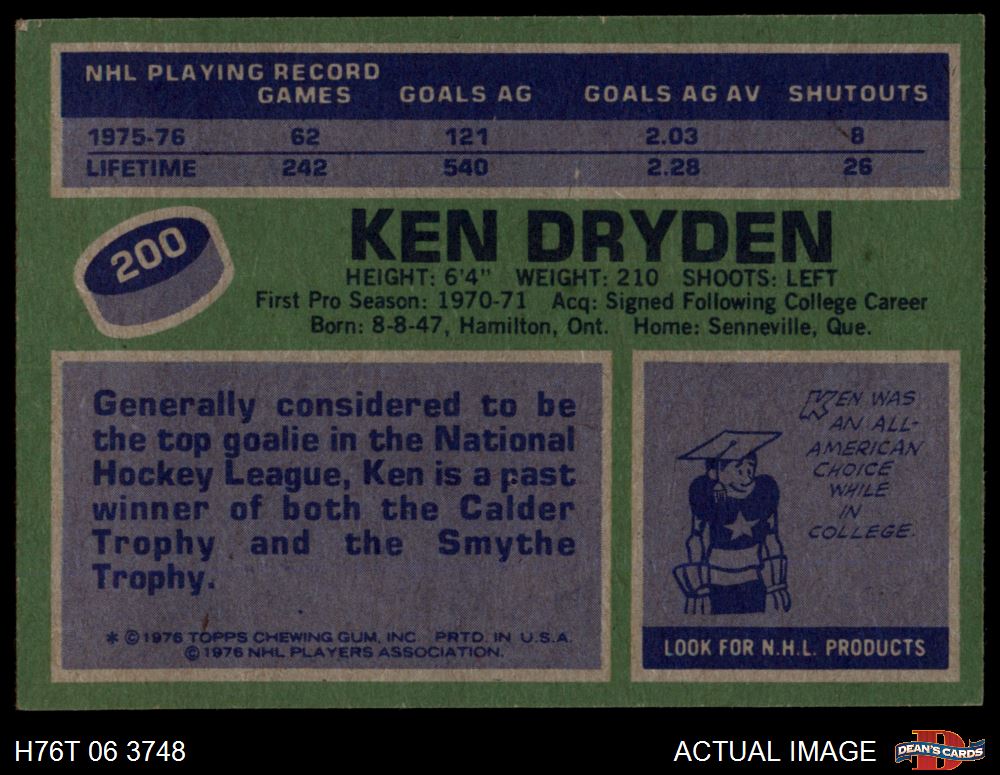 NHL PLAYING RECORD
GAMES GOALS AG GOALS AG AV SHUTOUTS
1975-76 62 121 2.03 8
LIFETIME 242 540 2.28 26
200
KEN DRYDEN
HEIGHT: 6'4" WEIGHT: 210 SHOOTS: LEFT
First Pro Season: 1970-71 Acq: Signed Following College Career
Born: 8-8-47, Hamilton, Ont. Home: Senneville, Que.
Generally considered to be
the top goalie in the National
Hockey League, Ken is a past
winner of both the Calder
Trophy and the Smythe
Trophy.
* © 1976 TOPPS CHEWING GUM, INC. PRTD. IN U.S.A.
© 1976 NHL PLAYERS ASSOCIATION.
KEN WAS
AN ALL-
AMERICAN
CHOICE
WHILE
IN
COLLEGE.
LOOK FOR N.H.L. PRODUCTS
H76T 06 3748
ACTUAL IMAGE
D
DEAN'S CARDS